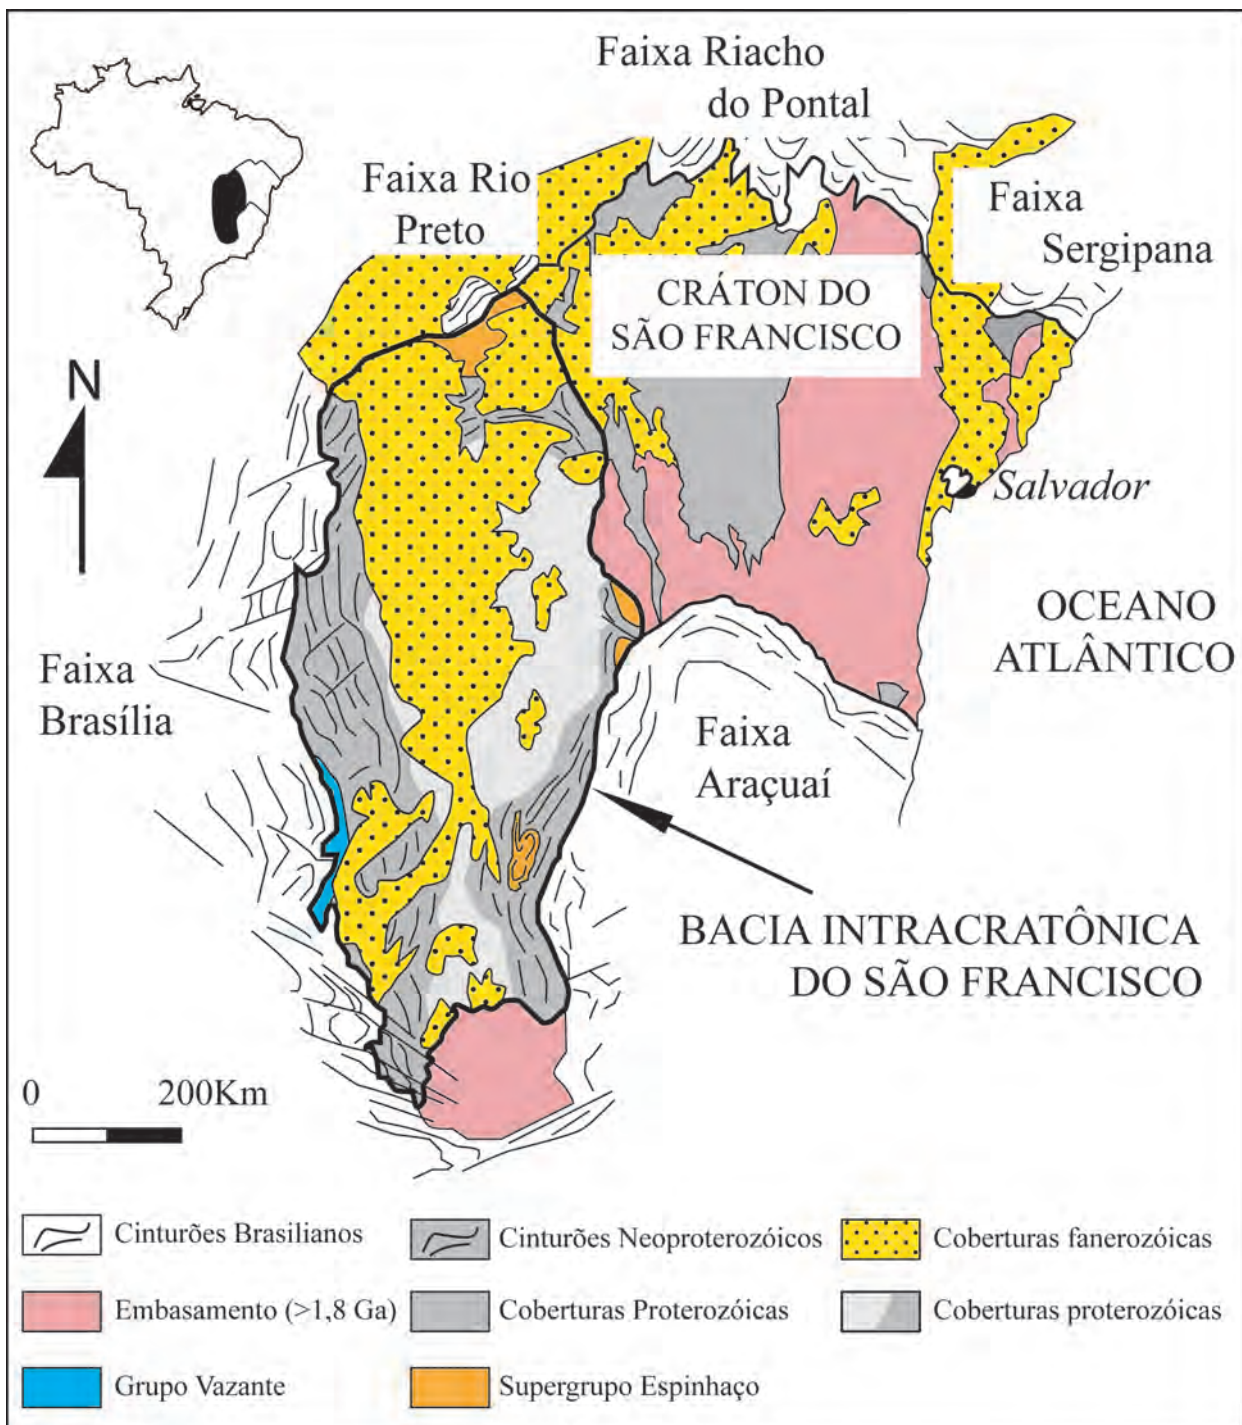 Faixa Riacho
do Pontal
Faixa Rio
Preto
Faixa
Sergipana
CRÁTON DO
SÃO FRANCISCO
N
Salvador
OCEANO
ATLÂNTICO
Faixa
Brasília
Faixa
Araçuaí
BACIA INTRACRATÔNICA
DO SÃO FRANCISCO
0 200Km
Cinturões Brasilianos
Cinturões Neoproterozóicos
Coberturas fanerozóicas
Embasamento (>1,8 Ga)
Coberturas Proterozóicas
Coberturas proterozóicas
Grupo Vazante
Supergrupo Espinhaço